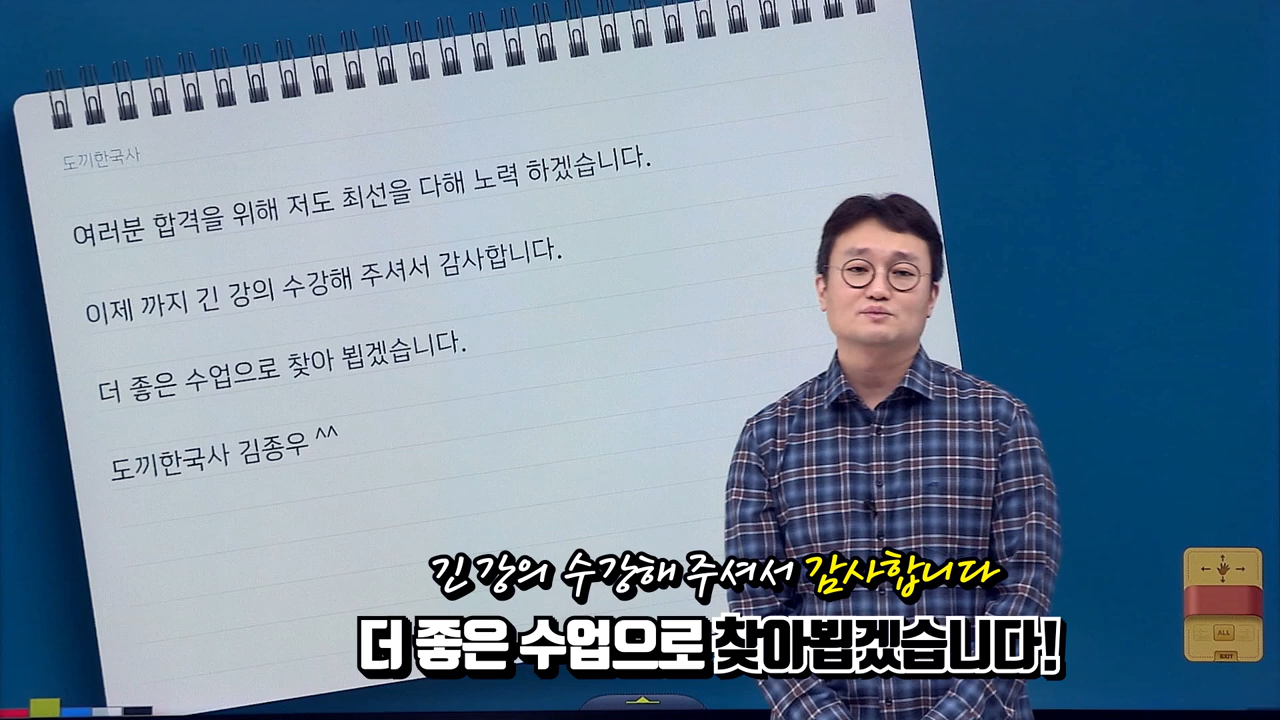 도끼한국사
여러분 합격을 위해 저도 최선을 다해 노력 하겠습니다.
이제 까지 긴 강의 수강해 주셔서 감사합니다.
더 좋은 수업으로 찾아 뵙겠습니다.
도끼한국사 김종우 ^^
긴 강의 수강해 주셔서 감사합니다
더 좋은 수업으로 찾아뵙겠습니다!
ALL
EXIT